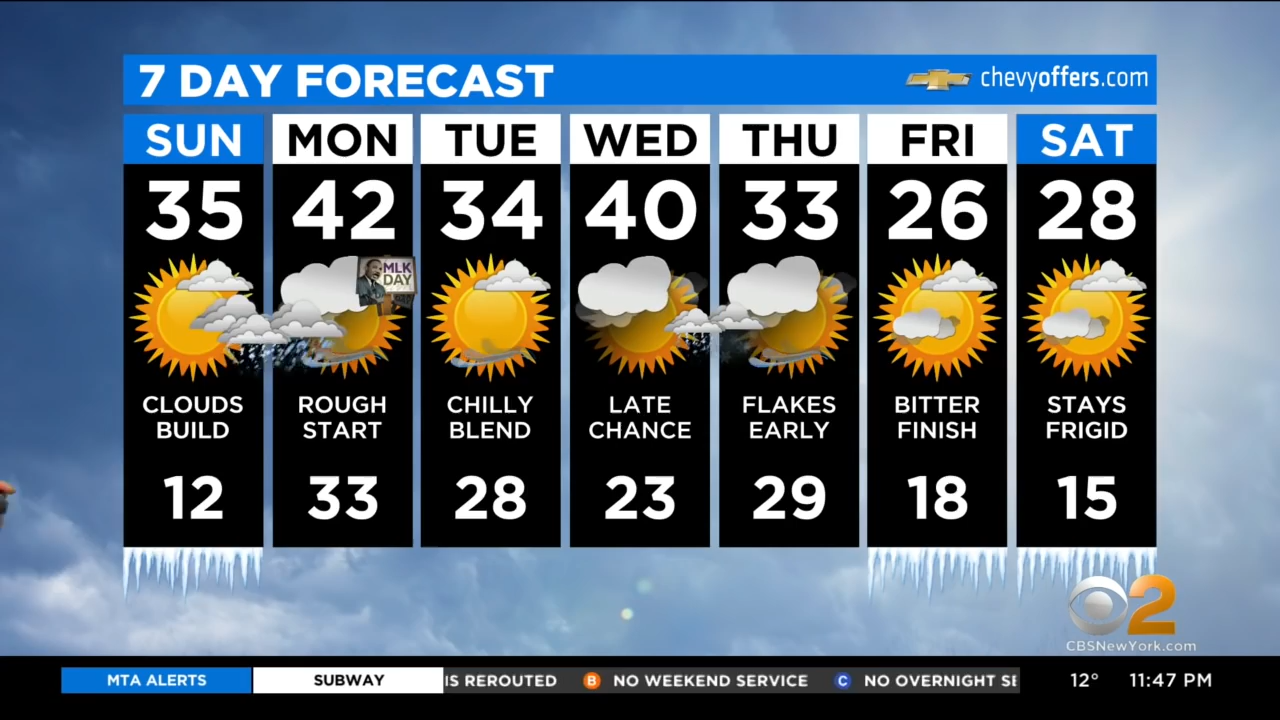 7 DAY FORECAST
chevyoffers.com
SUN
35
CLOUDS
BUILD
12
MON
42
MLK
DAY
ROUGH
START
33
TUE
34
CHILLY
BLEND
28
WED
40
LATE
CHANCE
23
THU
33
FLAKES
EARLY
29
FRI
26
BITTER
FINISH
18
SAT
28
STAYS
FRIGID
15
2
CBSNewYork.com
MTA ALERTS SUBWAY IS REROUTED B NO WEEKEND SERVICE C NO OVERNIGHT SE 12° 11:47 PM